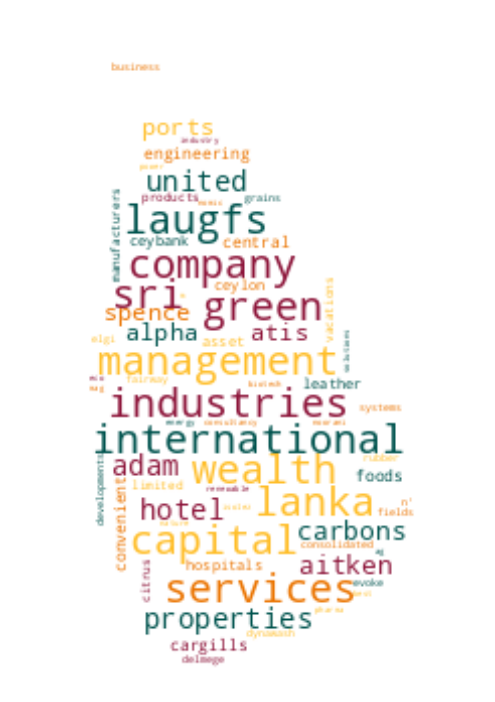 business
ports
industry
engineering
power
united
products
grains
manufacturers
laugfs
ceybank
central
company
sri
ceylon
green
spence
vacations
alpha
atis
elgi
asset
solutions
management
fairway
biotech
leather
industries
systems
energy
consultancy
international
adam
wealth
rubber
developments
convenient
limited
renewable
foods
hotel
lanka
n'
fields
capital
carbons
consolidated
ag
citrus
hospitals
aitken
services
evoke
pharma
properties
dynawash
cargills
delmege